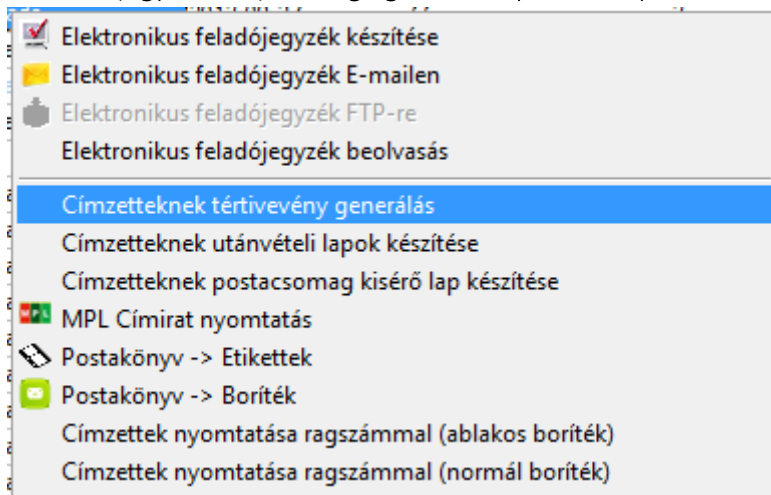 Elektronikus feladójegyzék készítése
Elektronikus feladójegyzék E-mailen
Elektronikus feladójegyzék FTP-re
Elektronikus feladójegyzék beolvasás
Címzetteknek tértivevény generálás
Címzetteknek utánvételi lapok készítése
Címzetteknek postacsomag kisérő lap készítése
MPL Címirat nyomtatás
Postakönyv -> Etikettek
Postakönyv -> Boríték
Címzettek nyomtatása ragszámmal (ablakos boríték)
Címzettek nyomtatása ragszámmal (normál boríték)